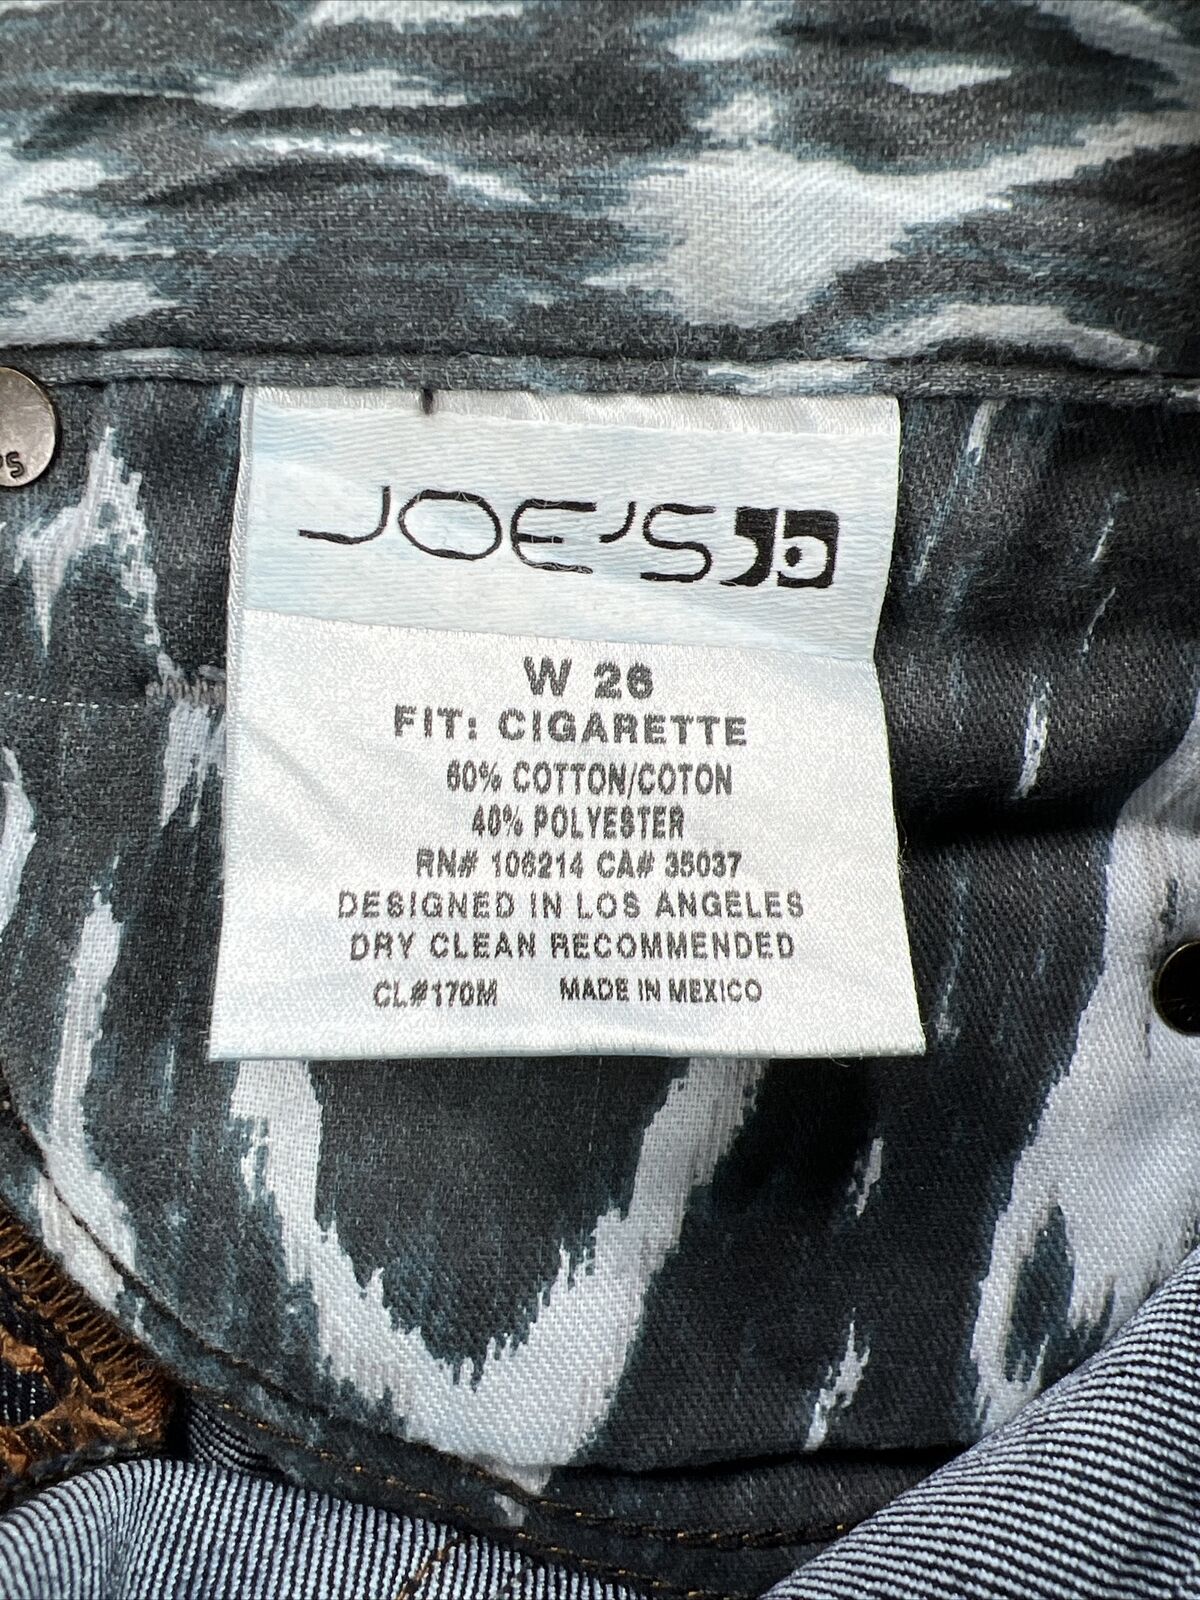 JOE'S
W 26
FIT: CIGARETTE
60% COTTON/COTON
40% POLYESTER
RN# 106214 CA# 35037
DESIGNED IN LOS ANGELES
DRY CLEAN RECOMMENDED
CL#170M MADE IN MEXICO